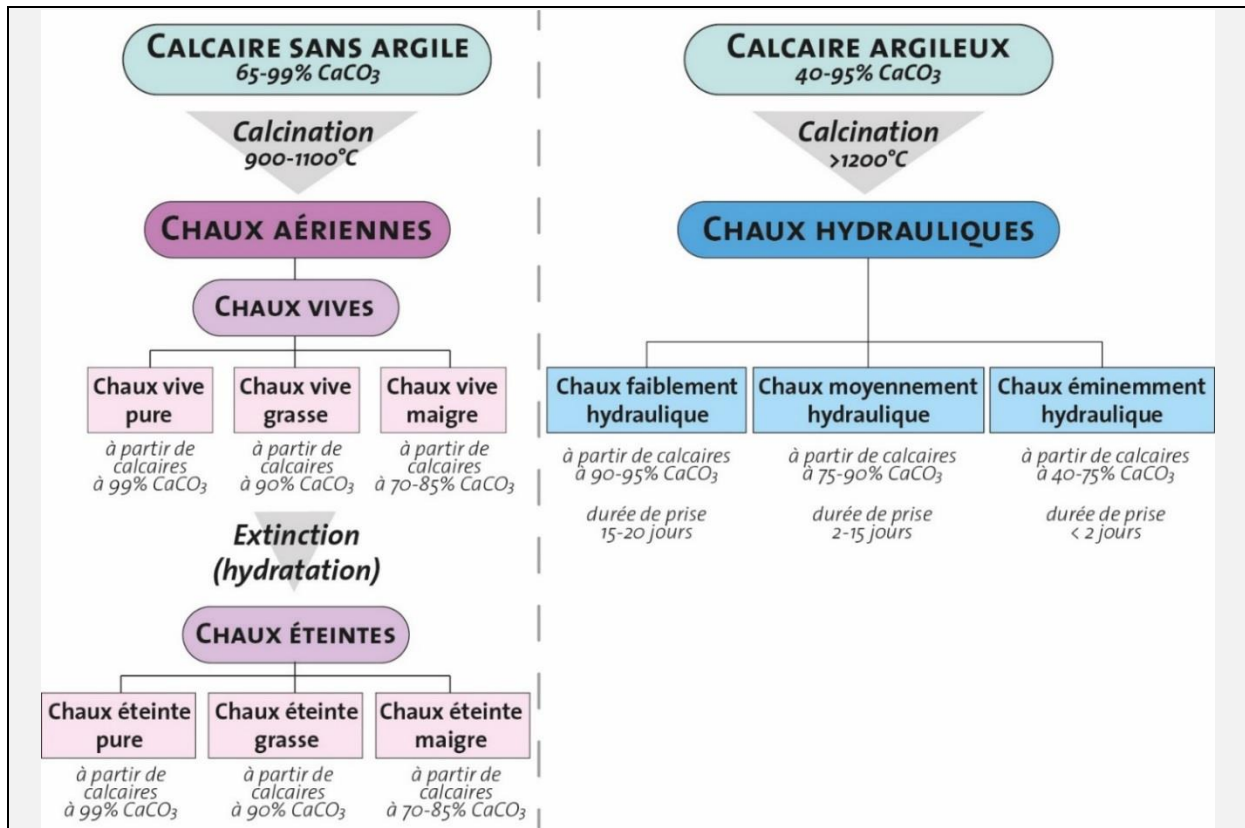 CALCAIRE SANS ARGILE
65-99% CaCO₃
Calcination
900-1100°C
CHAUX AÉRIENNES
CHAUX VIVES
Chaux vive
pure
à partir de
calcaires
à 99% CaCO₃
Chaux vive
grasse
à partir de
calcaires
à 90% CaCO₃
Chaux vive
maigre
à partir de
calcaires
à 70-85% CaCO₃
Extinction
(hydratation)
CHAUX ÉTEINTES
Chaux éteinte
pure
à partir de
calcaires
à 99% CaCO₃
Chaux éteinte
grasse
à partir de
calcaires
à 90% CaCO₃
Chaux éteinte
maigre
à partir de
calcaires
à 70-85% CaCO₃
CALCAIRE ARGILEUX
40-95% CaCO₃
Calcination
>1200°C
CHAUX HYDRAULIQUES
Chaux faiblement
hydraulique
à partir de calcaires
à 90-95% CaCO₃
durée de prise
15-20 jours
Chaux moyennement
hydraulique
à partir de calcaires
à 75-90% CaCO₃
durée de prise
2-15 jours
Chaux éminemment
hydraulique
à partir de calcaires
à 40-75% CaCO₃
durée de prise
< 2 jours